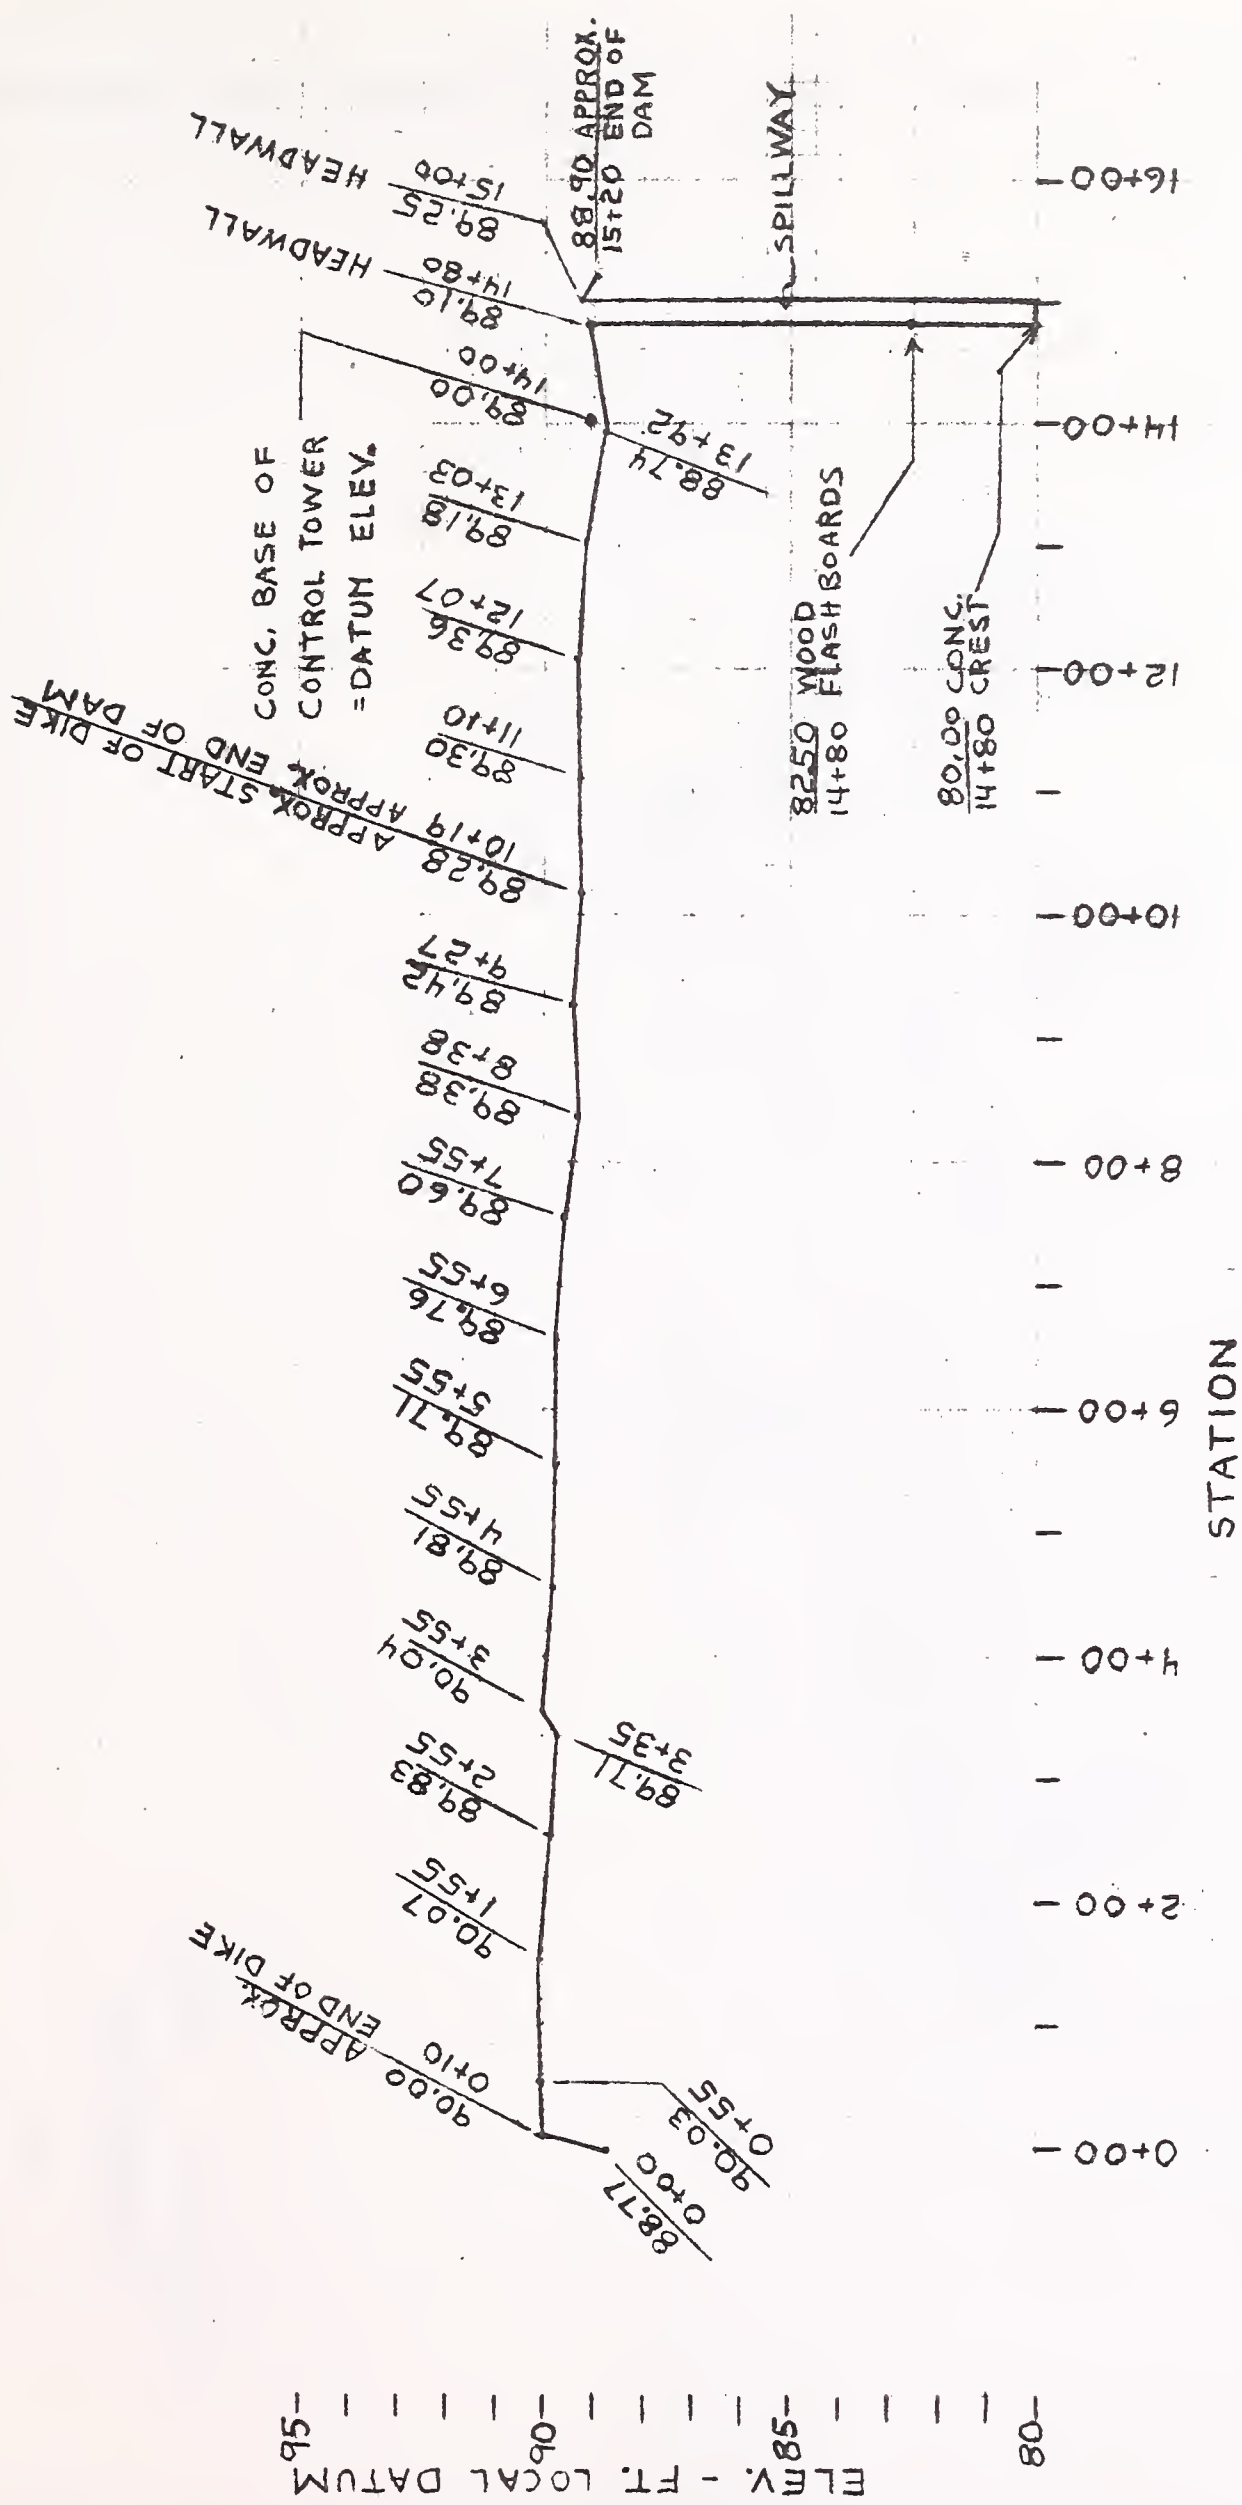 HEADWALL
89.25
15+00
HEADWALL
89.10
14+80
88.90 APPROX.
15+20 END OF
DAM
CONC. BASE OF
CONTROL TOWER
=DATUM ELEV.
89.00
14+00
88.74
13+92
89.18
13+03
89.36
12+07
89.30
11+10
89.28 APPROX. START OF DIKE
10+19 APPROX. END OF DAM
89.42
9+27
89.38
8+38
89.60
7+55
89.76
6+55
89.71
5+55
89.81
4+55
90.04
3+55
89.71
3+35
89.83
2+55
90.07
1+55
90.00 APPROX.
0+10 END OF DIKE
90.03
0+55
88.77
0+00
SPILLWAY
82.50 WOOD
14+80 FLASHBOARDS
80.00 CONC.
14+80 CREST
95
90
85
80
ELEV. - FT. LOCAL DATUM
0+00
2+00
4+00
6+00
8+00
10+00
12+00
14+00
16+00
STATION